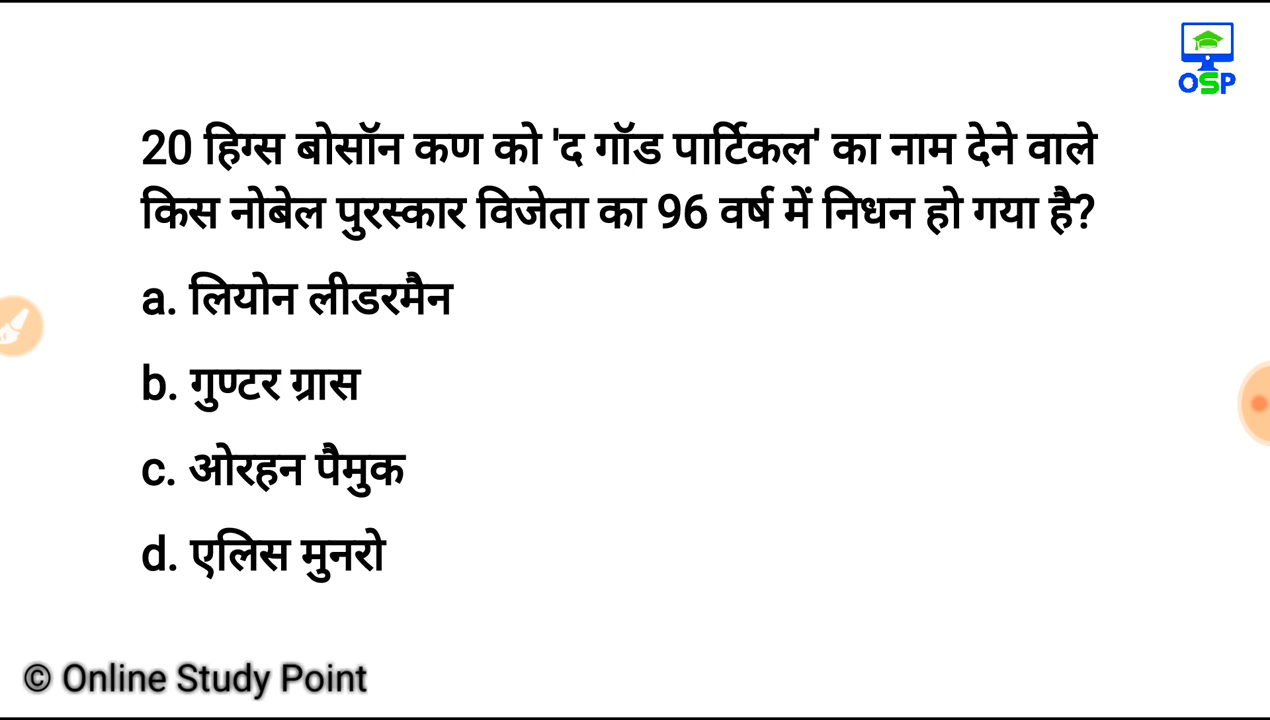 OSP
20 हिग्स बोसॉन कण को 'द गॉड पार्टिकल' का नाम देने वाले
किस नोबेल पुरस्कार विजेता का 96 वर्ष में निधन हो गया है?
a. लियोन लीडरमैन
b. गुण्टर ग्रास
c. ओरहन पैमुक
d. एलिस मुनरो
© Online Study Point